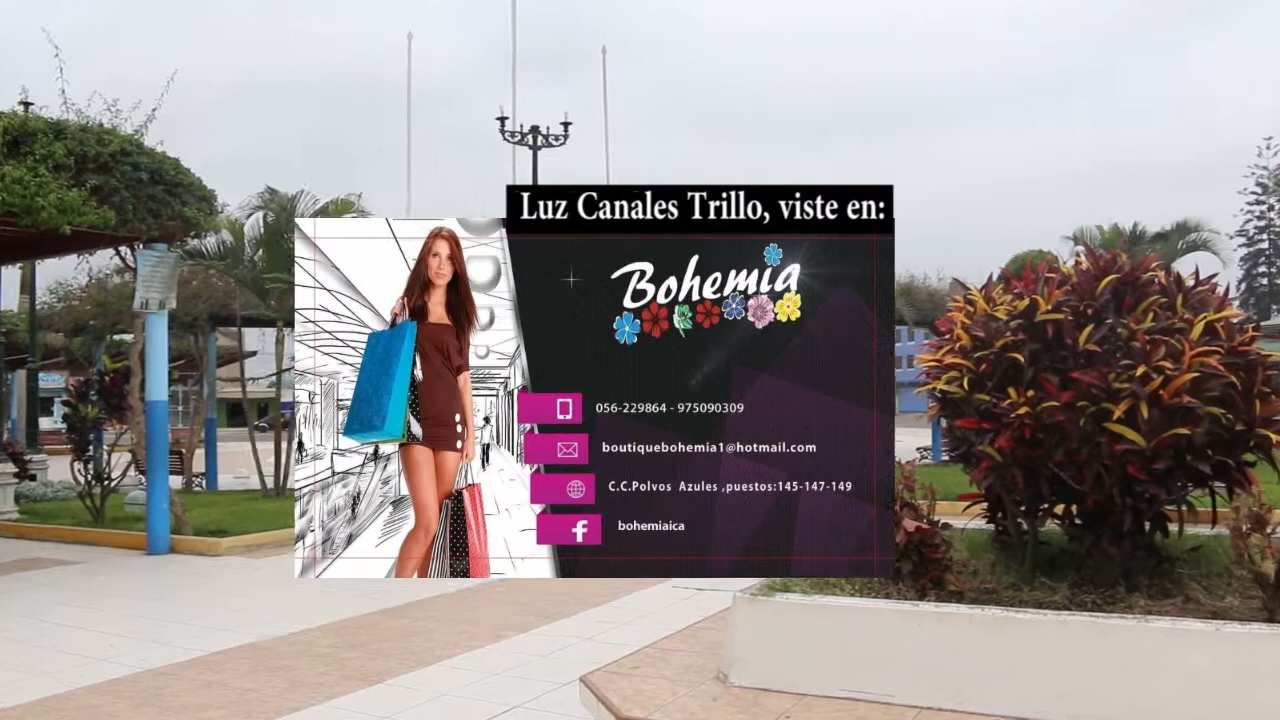 Luz Canales Trillo, viste en:
Bohemia
056-229864 - 975090309
boutiquebohemia1@hotmail.com
C.C.Polvos Azules ,puestos:145-147-149
bohemiaica